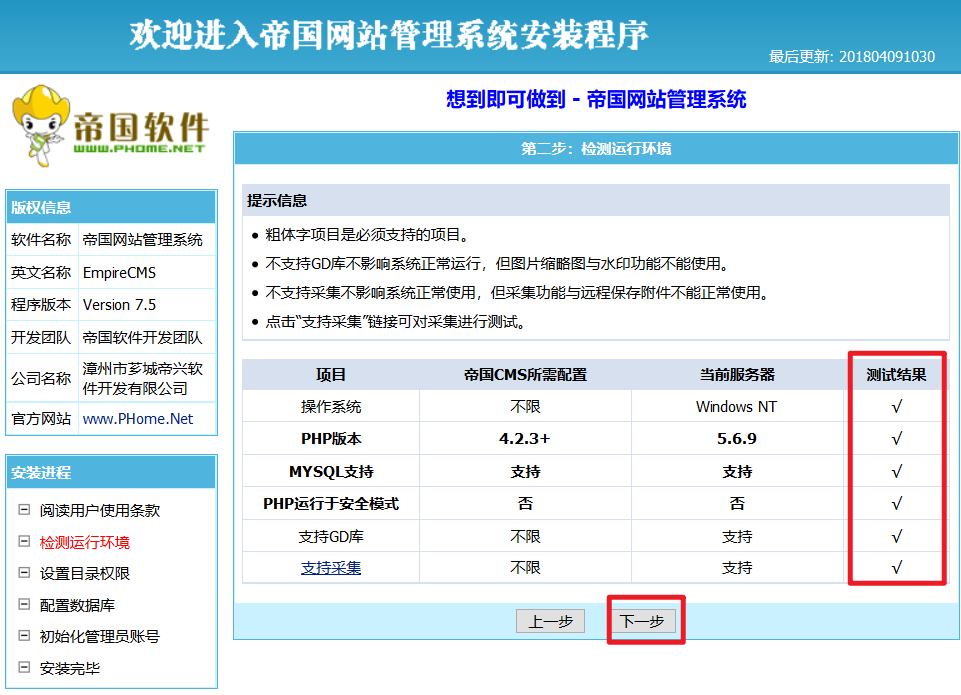 欢迎进入帝国网站管理系统安装程序
最后更新: 201804091030
帝国软件
WWW.PHOME.NET
想到即可做到 - 帝国网站管理系统
版权信息
软件名称 帝国网站管理系统
英文名称 EmpireCMS
程序版本 Version 7.5
开发团队 帝国软件开发团队
公司名称 漳州市芗城帝兴软
件开发有限公司
官方网站 www.PHome.Net
安装进程
阅读用户使用条款
检测运行环境
设置目录权限
配置数据库
初始化管理员账号
安装完毕
第二步：检测运行环境
提示信息
● 粗体字项目是必须支持的项目。
● 不支持GD库不影响系统正常运行，但图片缩略图与水印功能不能使用。
● 不支持采集不影响系统正常使用，但采集功能与远程保存附件不能正常使用。
● 点击“支持采集”链接可对采集进行测试。
项目 帝国CMS所需配置 当前服务器 测试结果
操作系统 不限 Windows NT √
PHP版本 4.2.3+ 5.6.9 √
MYSQL支持 支持 支持 √
PHP运行于安全模式 否 否 √
支持GD库 不限 支持 √
支持采集 不限 支持 √
上一步 下一步